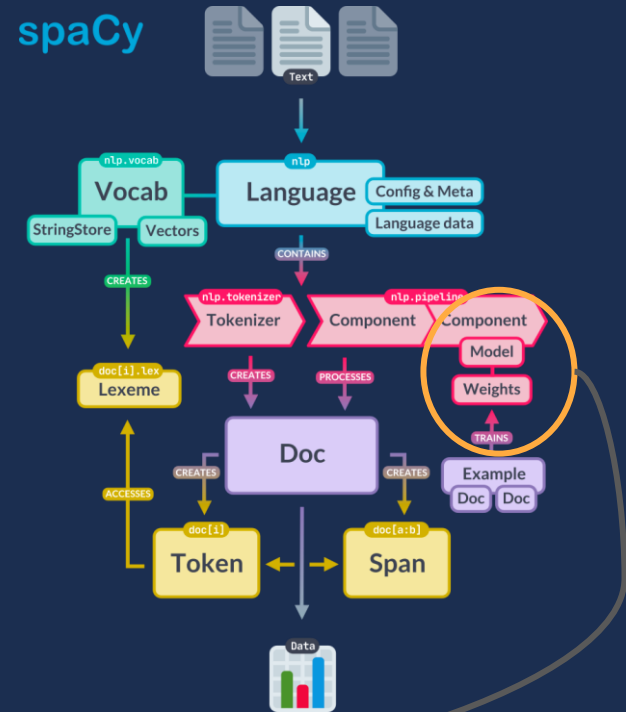 spaCy
Text
nlp.vocab
nlp
Vocab
Language
Config & Meta
StringStore
Vectors
Language data
CONTAINS
CREATES
nlp.tokenizer
nlp.pipeline
Tokenizer
Component
Component
Model
doc[i].lex
Lexeme
CREATES
PROCESSES
Weights
TRAINS
Doc
Example
Doc
Doc
CREATES
CREATES
ACCESSES
doc[i]
doc[a:b]
Token
Span
Data